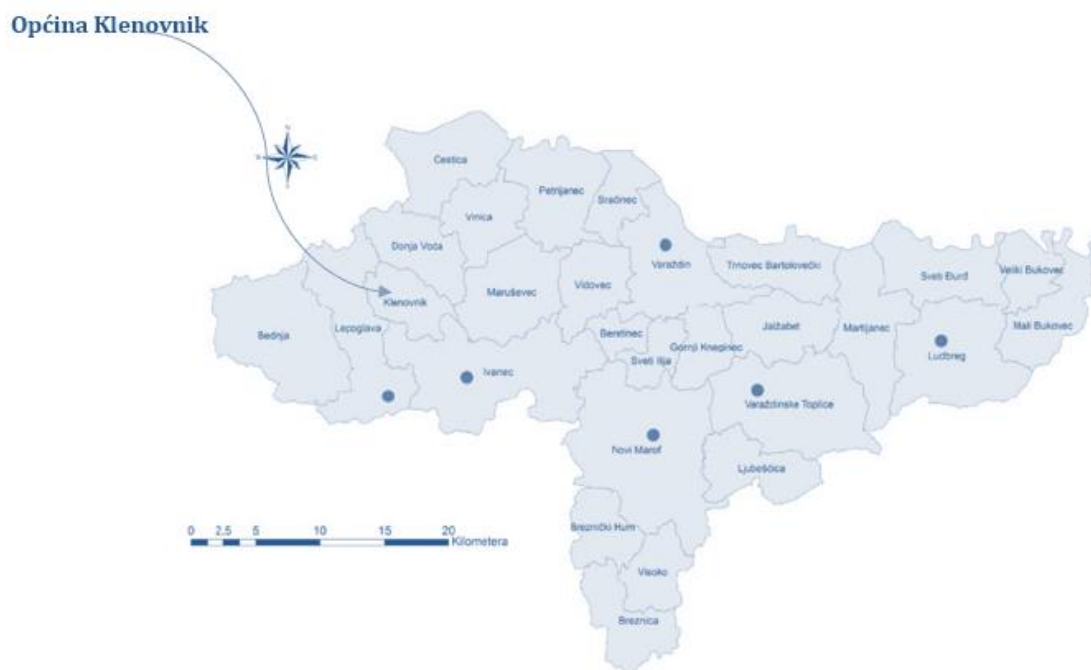 Općina Klenovnik
N
Cestica
Petrijanec
Sračinec
Vinica
Donja Voća
Varaždin
Trnovec Bartolovečki
Sveti Đurđ
Veliki Bukovec
Klenovnik
Maruševec
Vidovec
Bednja
Lepoglava
Beretinec
Gornji Kneginec
Jalžabet
Martijanec
Mali Bukovec
Ludbreg
Sveti Ilija
Ivanec
Varaždinske Toplice
Novi Marof
Ljubešćica
Breznički Hum
Visoko
Breznica
0 2,5 5 10 15 20
Kilometera